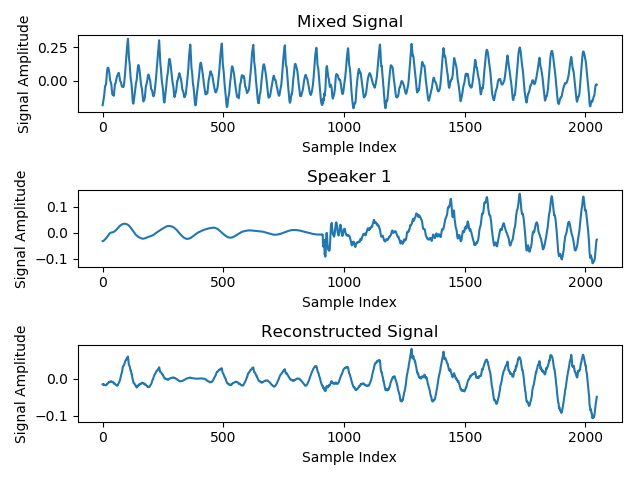 Mixed Signal
Signal Amplitude
0.25
0.00
0 500 1000 1500 2000
Sample Index
Speaker 1
Signal Amplitude
0.1
0.0
−0.1
0 500 1000 1500 2000
Sample Index
Reconstructed Signal
Signal Amplitude
0.0
−0.1
0 500 1000 1500 2000
Sample Index